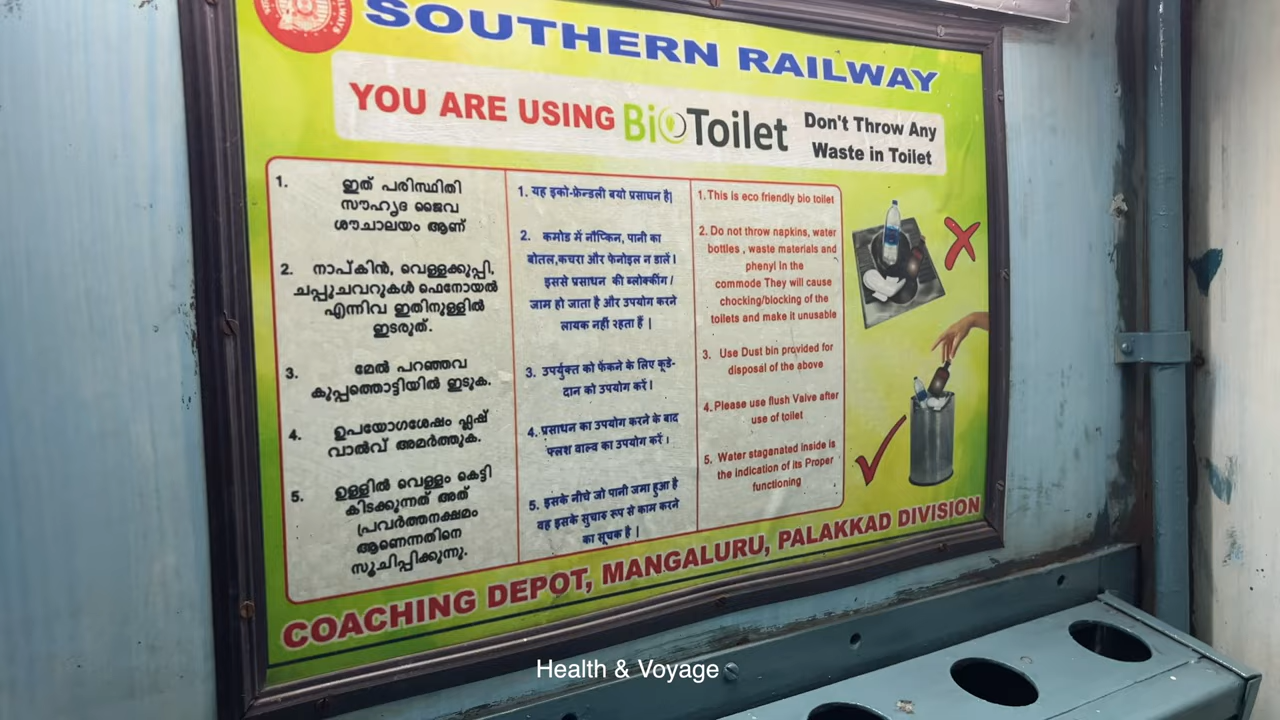 RAILWAYS
SOUTHERN RAILWAY
YOU ARE USING BioToilet
Don't Throw Any
Waste in Toilet
1. ഇത് പരിസ്ഥിതി
സൗഹൃദ ജൈവ
ശൗചാലയം ആണ്
2. നാപ്കിൻ, വെള്ളക്കുപ്പി,
ചപ്പുചവറുകൾ ഫെനോയൽ
എന്നിവ ഇതിനുള്ളിൽ
ഇടരുത്.
3. മേൽ പറഞ്ഞവ
കുപ്പത്തൊട്ടിയിൽ ഇടുക.
4. ഉപയോഗശേഷം ഫ്ലഷ്
വാൽവ് അമർത്തുക.
5. ഉള്ളിൽ വെള്ളം കെട്ടി
കിടക്കുന്നത് അത്
പ്രവർത്തനക്ഷമം
ആണെന്നതിനെ
സൂചിപ്പിക്കുന്നു.
1. यह इको-फ्रेन्डली बयो प्रसाधन है|
2. कमोड में नौप्किन, पानी का
बोतल,कचरा और फेनोइल न डालें ।
इससे प्रसाधन की ब्लोक्कींग /
जाम हो जाता है और उपयोग करने
लायक नहीं रहता हैं |
3. उपर्युक्त को फेंकने के लिए कूडे-
दान को उपयोग करें ।
4. प्रसाधन का उपयोग करने के बाद
फ्लश वाल्व का उपयोग करें ।
5. इसके नीचे जो पानी जमा हुआ है
वह इसके सुचारु रूप से काम करने
का सूचक है |
1. This is eco friendly bio toilet
2. Do not throw napkins, water
bottles , waste materials and
phenyl in the
commode They will cause
chocking/blocking of the
toilets and make it unusable
3. Use Dust bin provided for
disposal of the above
4. Please use flush Valve after
use of toilet
5. Water stagenated inside is
the indication of its Proper
functioning
COACHING DEPOT, MANGALURU, PALAKKAD DIVISION
Health & Voyage